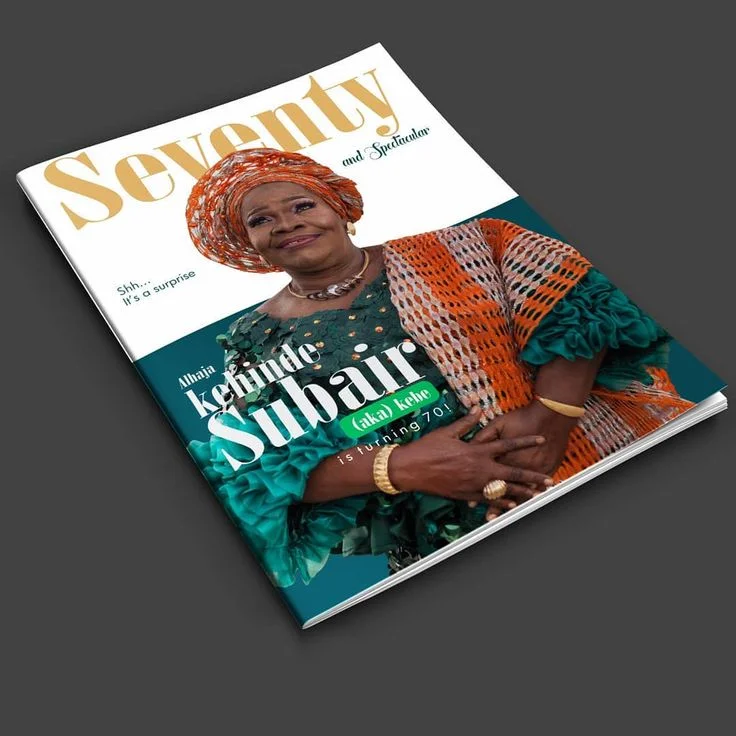 Seventy
and Spectacular
Shh...
It's a surprise
Alhaja
kehinde
Subair
(aka) kebe
is turning 70!